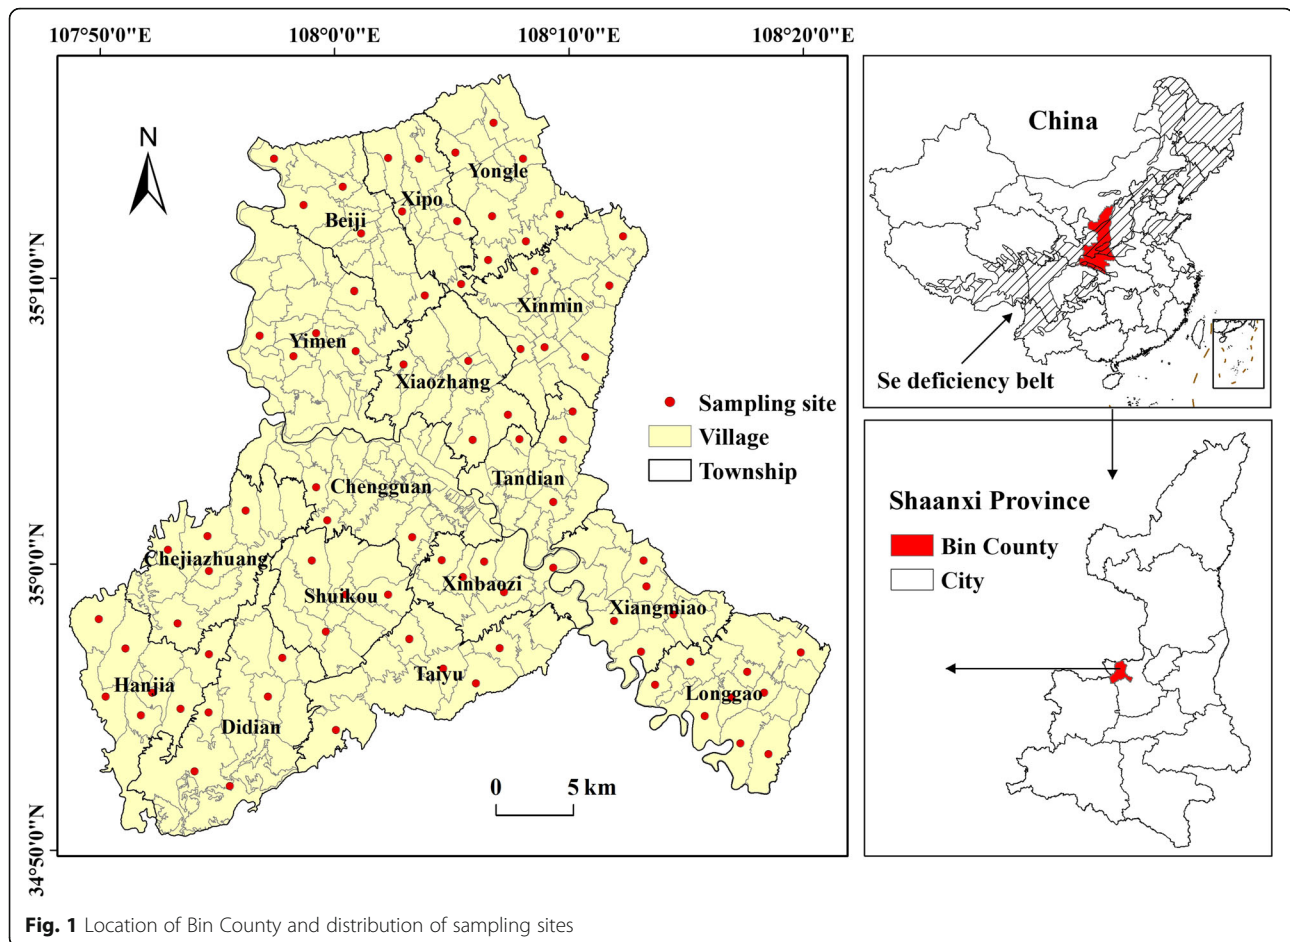 107°50'0"E 108°0'0"E 108°10'0"E 108°20'0"E
35°10'0"N
35°0'0"N
34°50'0"N
N
Yongle
Xipo
Beiji
Xinmin
Yimen
Xiaozhang
Sampling site
Village
Township
Tandian
Chengguan
Chejiazhuang
Shuikou
Xinbaozi
Xiangmiao
Taiyu
Hanjia
Longgao
Didian
0 5 km
China
Se deficiency belt
Shaanxi Province
Bin County
City
Fig. 1 Location of Bin County and distribution of sampling sites